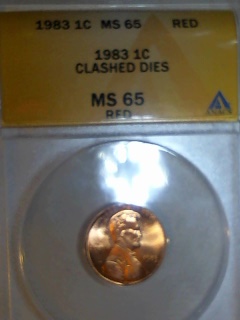 1983 1C MS 65 RED
1983 1C
CLASHED DIES
MS 65
RED